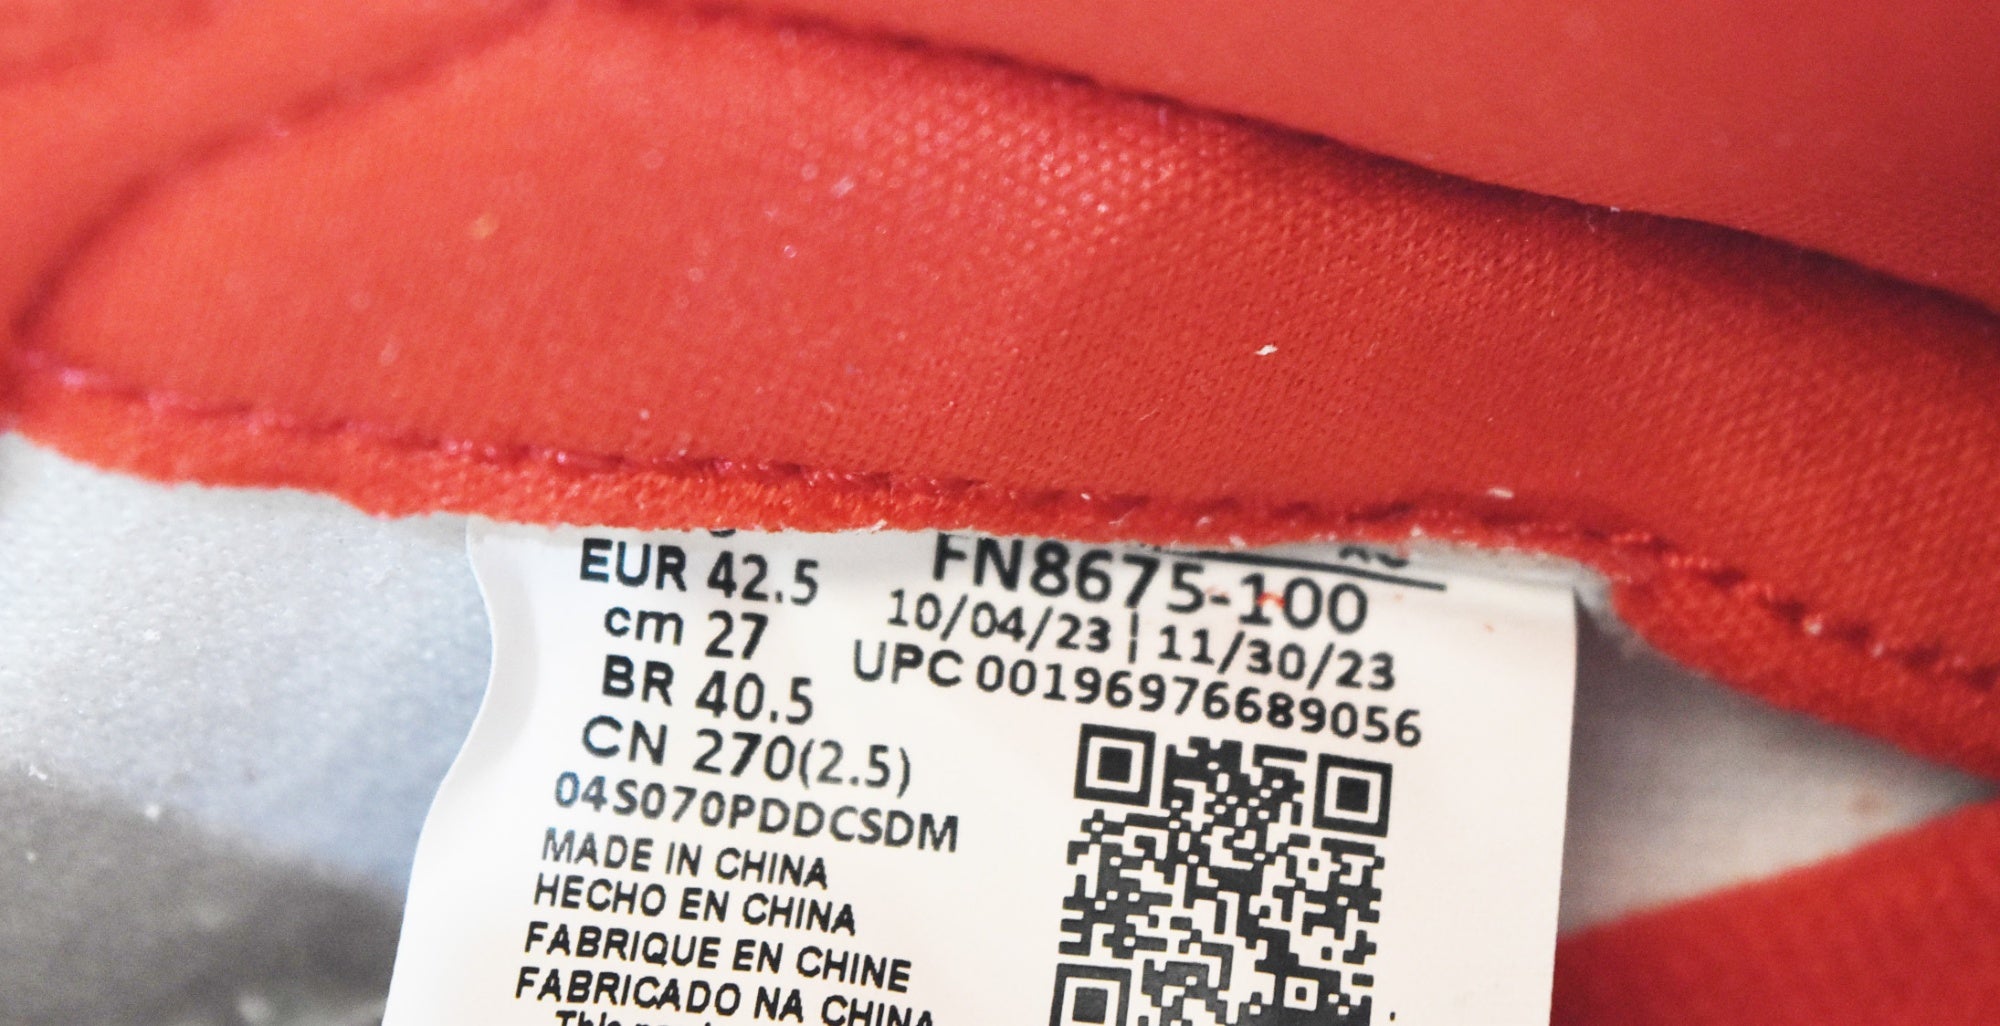 EUR 42.5
cm 27
BR 40.5
CN 270(2.5)
04S070PDDCSDM
MADE IN CHINA
HECHO EN CHINA
FABRIQUE EN CHINE
FABRICADO NA CHINA
This
FN8675-100
10/04/23 | 11/30/23
UPC 00196976689056